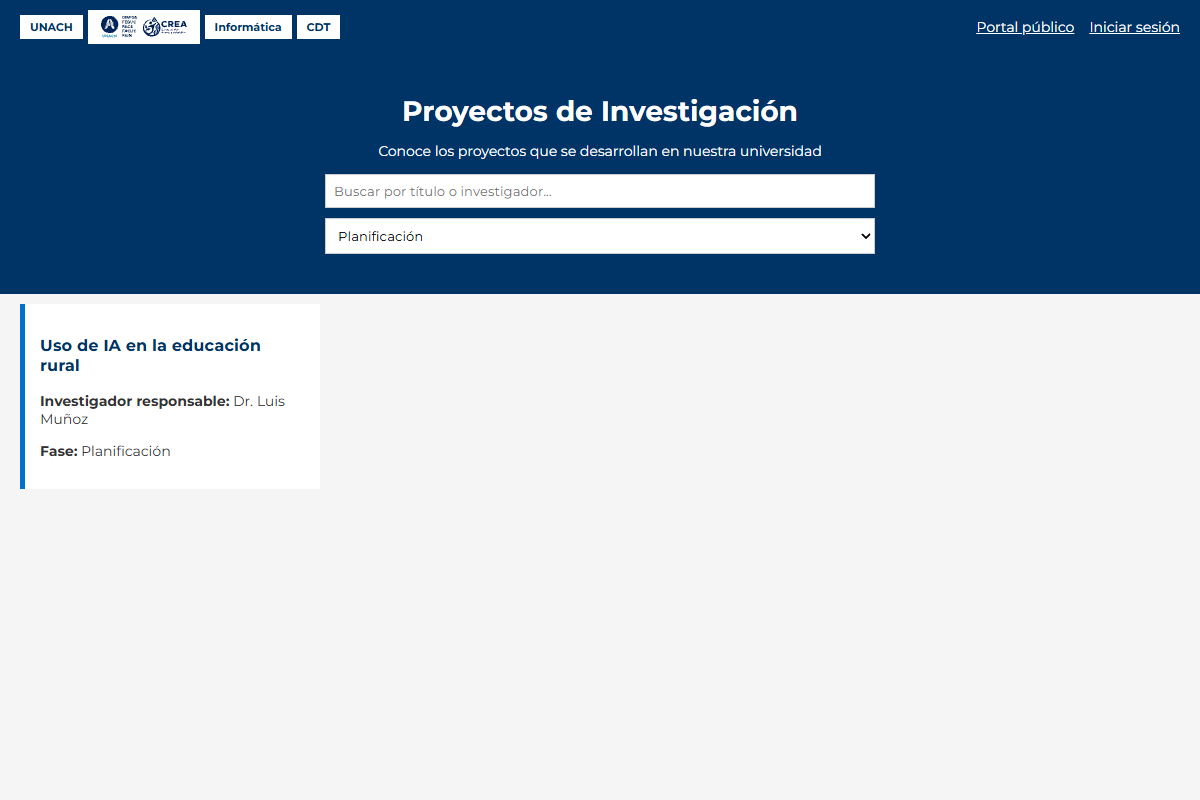 UNACH
UNACH
CREA
Informática
CDT
Portal público
Iniciar sesión
Proyectos de Investigación
Conoce los proyectos que se desarrollan en nuestra universidad
Buscar por título o investigador...
Planificación
Uso de IA en la educación
rural
Investigador responsable: Dr. Luis
Muñoz
Fase: Planificación